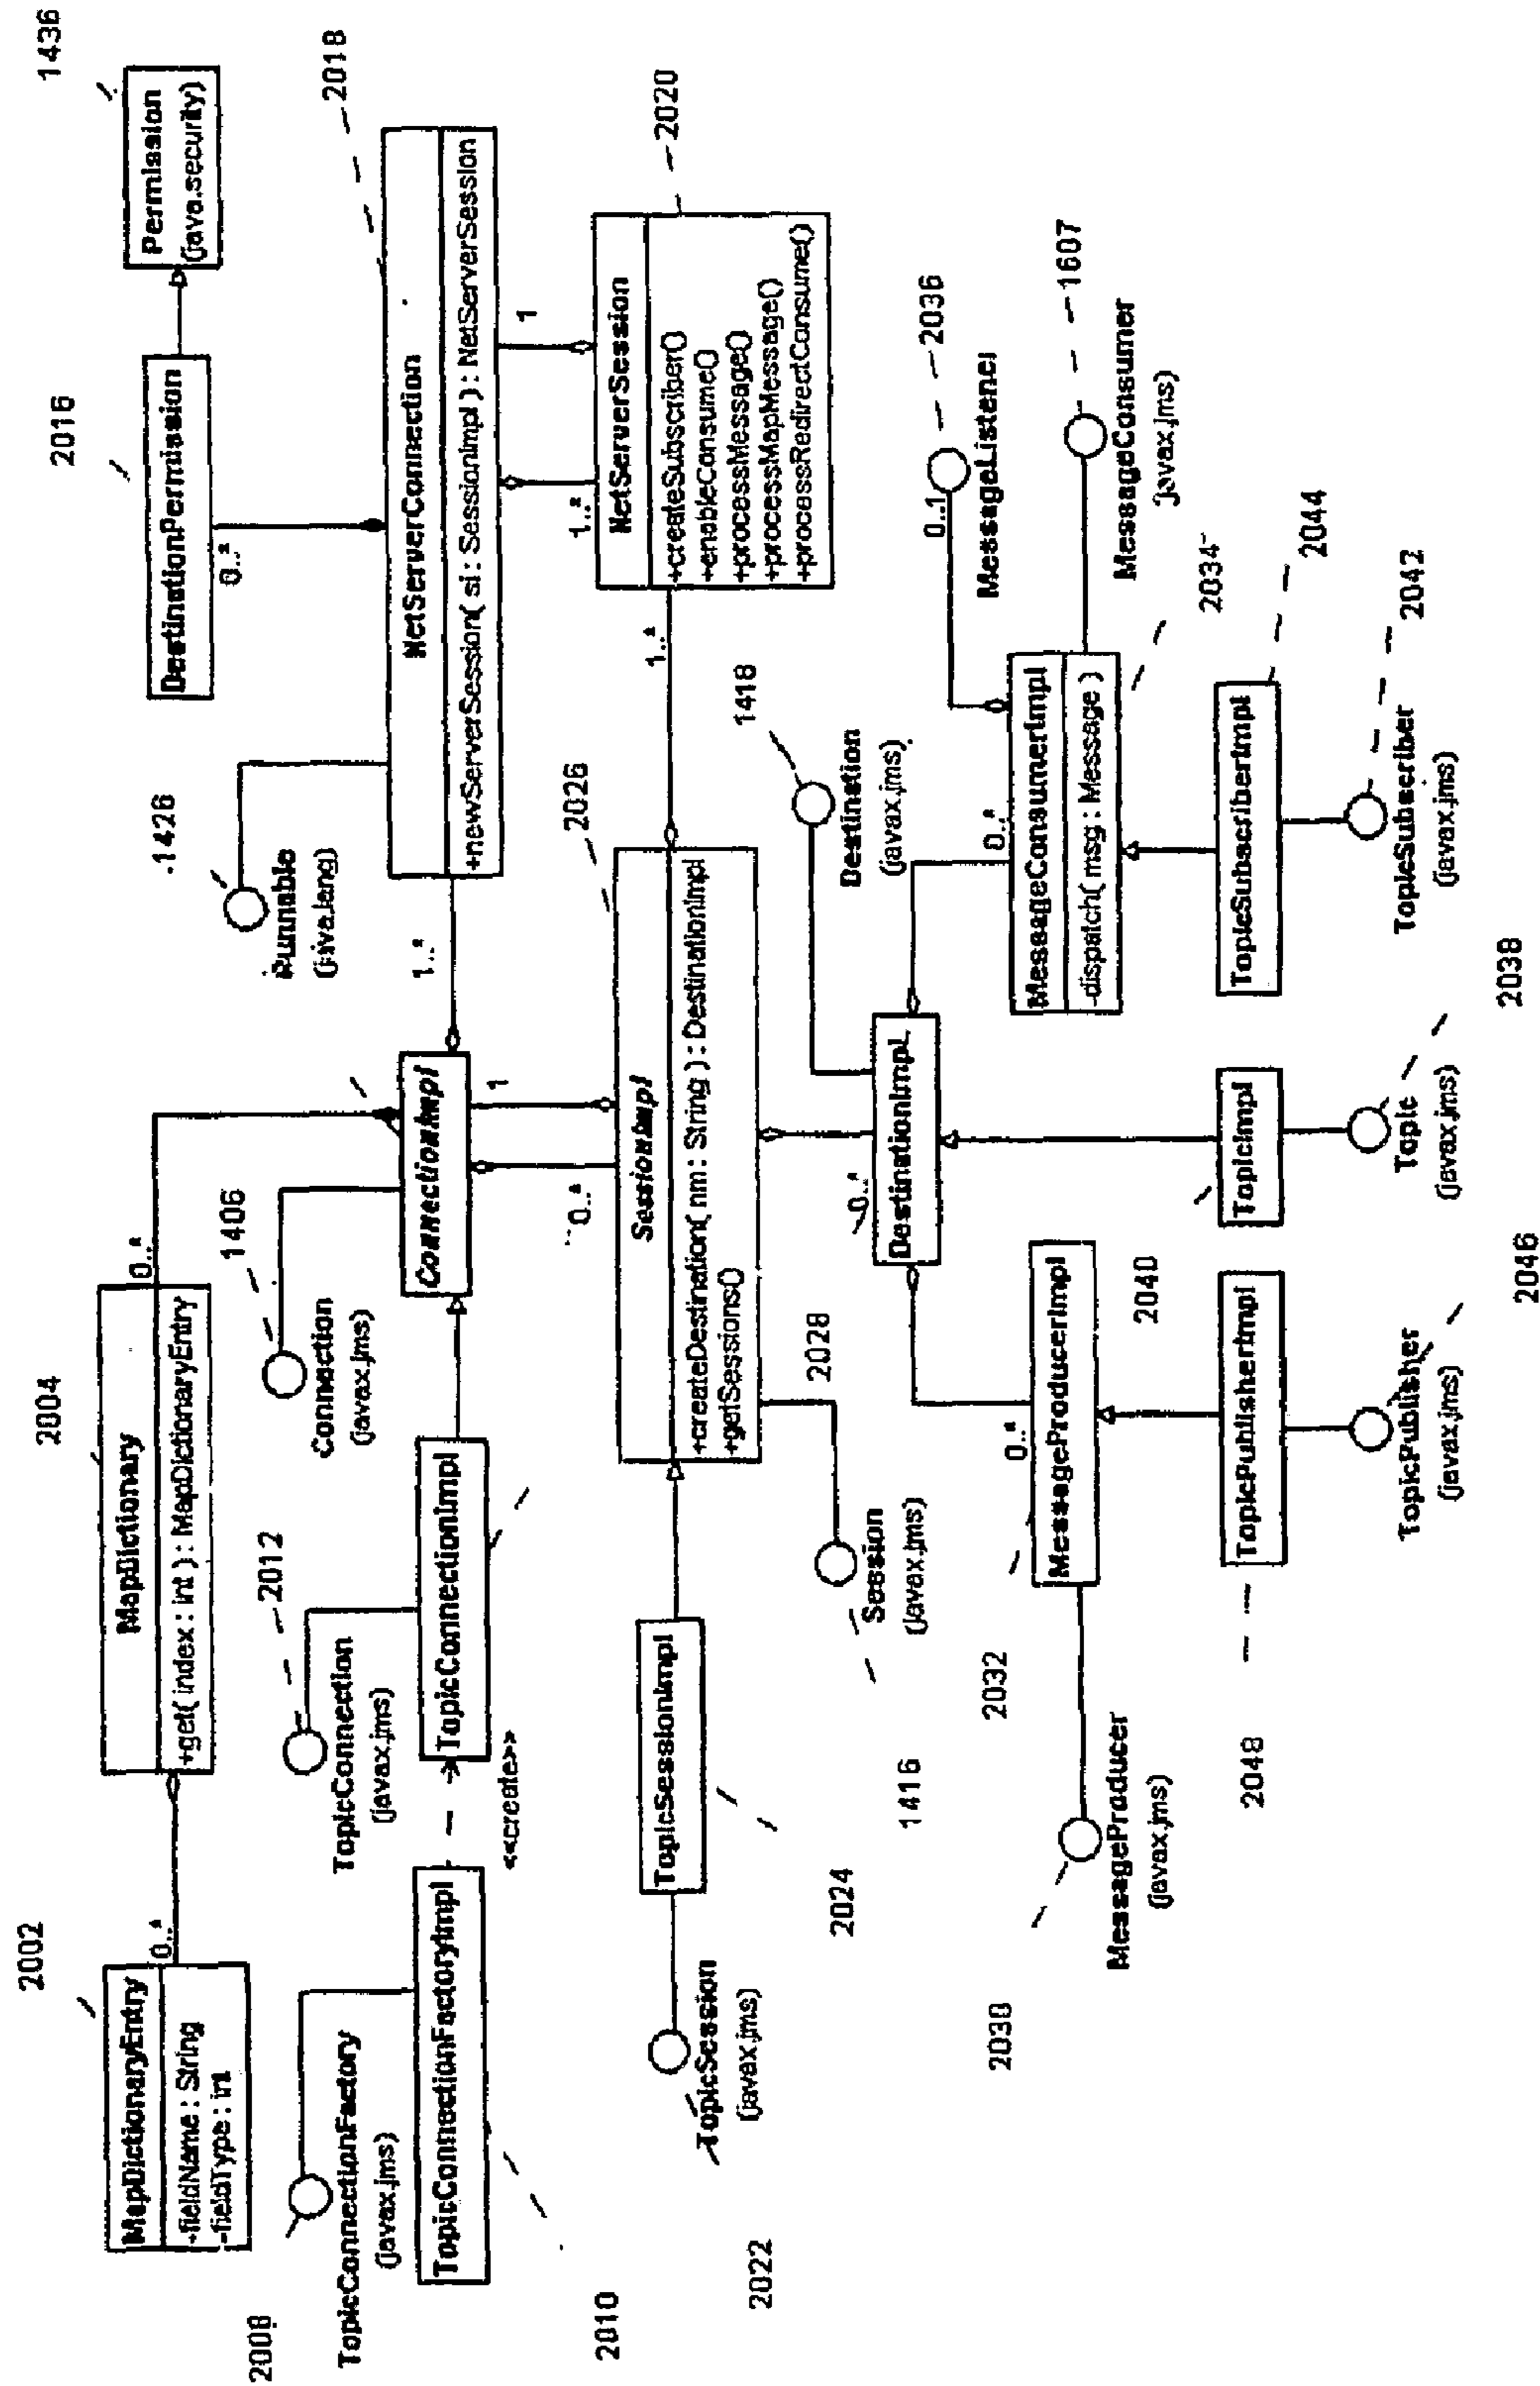 2002
2004
2016
1436
MapDictionaryEntry
+fieldName : String
-fieldType : int
0..*
MapDictionary
+get( index : int ) : MapDictionaryEntry
0..*
DestinationPermission
0..*
Permission
(java.security)
2008
TopicConnectionFactory
(javax.jms)
2012
TopicConnection
(javax.jms)
1406
Connection
(javax.jms)
.1426
Runnable
2018
TopicConnectionFactoryImpl
2010
<<create>>
TopicConnectionImpl
ConnectionImpl
1..*
NetServerConnection
+newServerSession( si : SessionImpl ) : NetServerSession
1
0..*
1..*
1
2022
TopicSession
(javax.jms)
TopicSessionImpl
2024
SessionImpl
+createDestination( nm : String ) : DestinationImpl
+getSessions()
2026
1..*
NetServerSession
+createSubscriber()
+enableConsume()
+processMessage()
+processMapMessage()
+processRedirectConsume()
2020
1416
Session
(javax.jms)
2028
Destination
(javax.jms)
1418
0..*
DestinationImpl
2030
MessageProducer
(javax.jms)
2032
0..*
MessageProducerImpl
0..*
MessageConsumerImpl
-dispatch( msg : Message )
0..1
MessageListener
2036
MessageConsumer
(javax.jms)
1607
2034
2048
TopicPublisherImpl
2040
TopicImpl
TopicSubscriberImpl
2044
TopicPublisher
(javax.jms)
2046
Topic
(javax.jms)
2038
TopicSubscriber
(javax.jms)
2042